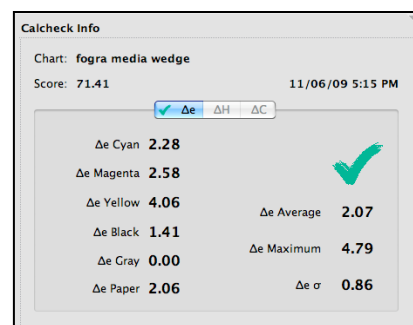 Calcheck Info
Chart: fogra media wedge
Score: 71.41 11/06/09 5:15 PM
Δe ΔH ΔC
Δe Cyan 2.28
Δe Magenta 2.58
Δe Yellow 4.06
Δe Black 1.41
Δe Gray 0.00
Δe Paper 2.06
Δe Average 2.07
Δe Maximum 4.79
Δe σ 0.86